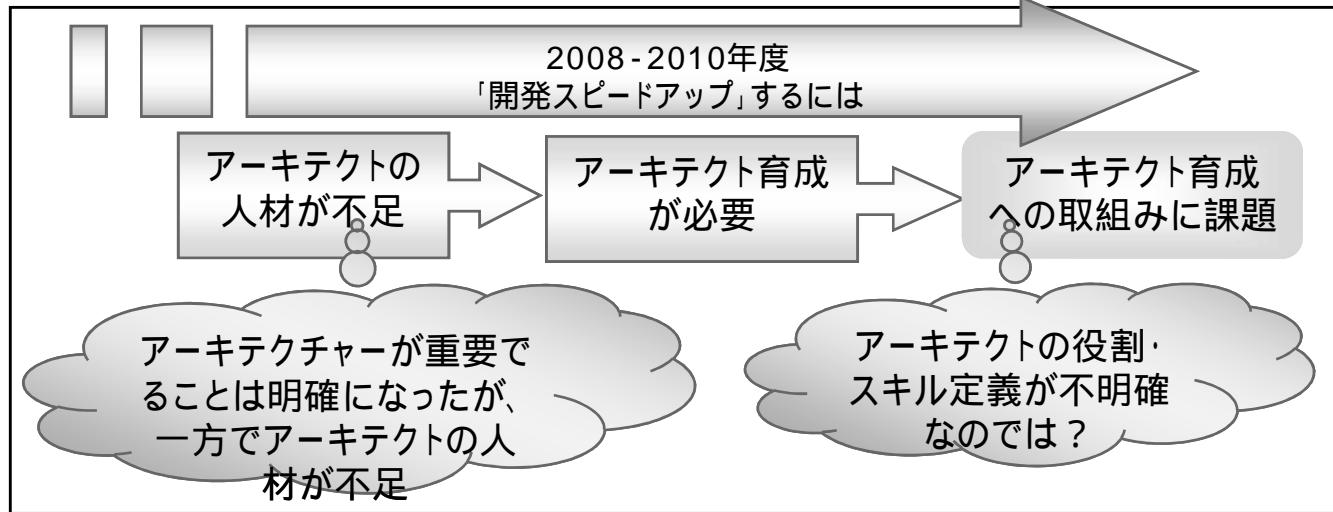 2008-2010年度
「開発スピードアップ」するには
アーキテクトの
人材が不足
アーキテクト育成
が必要
アーキテクト育成
への取組みに課題
アーキテクチャーが重要で
ることは明確になったが、
一方でアーキテクトの人
材が不足
アーキテクトの役割・
スキル定義が不明確
なのでは？